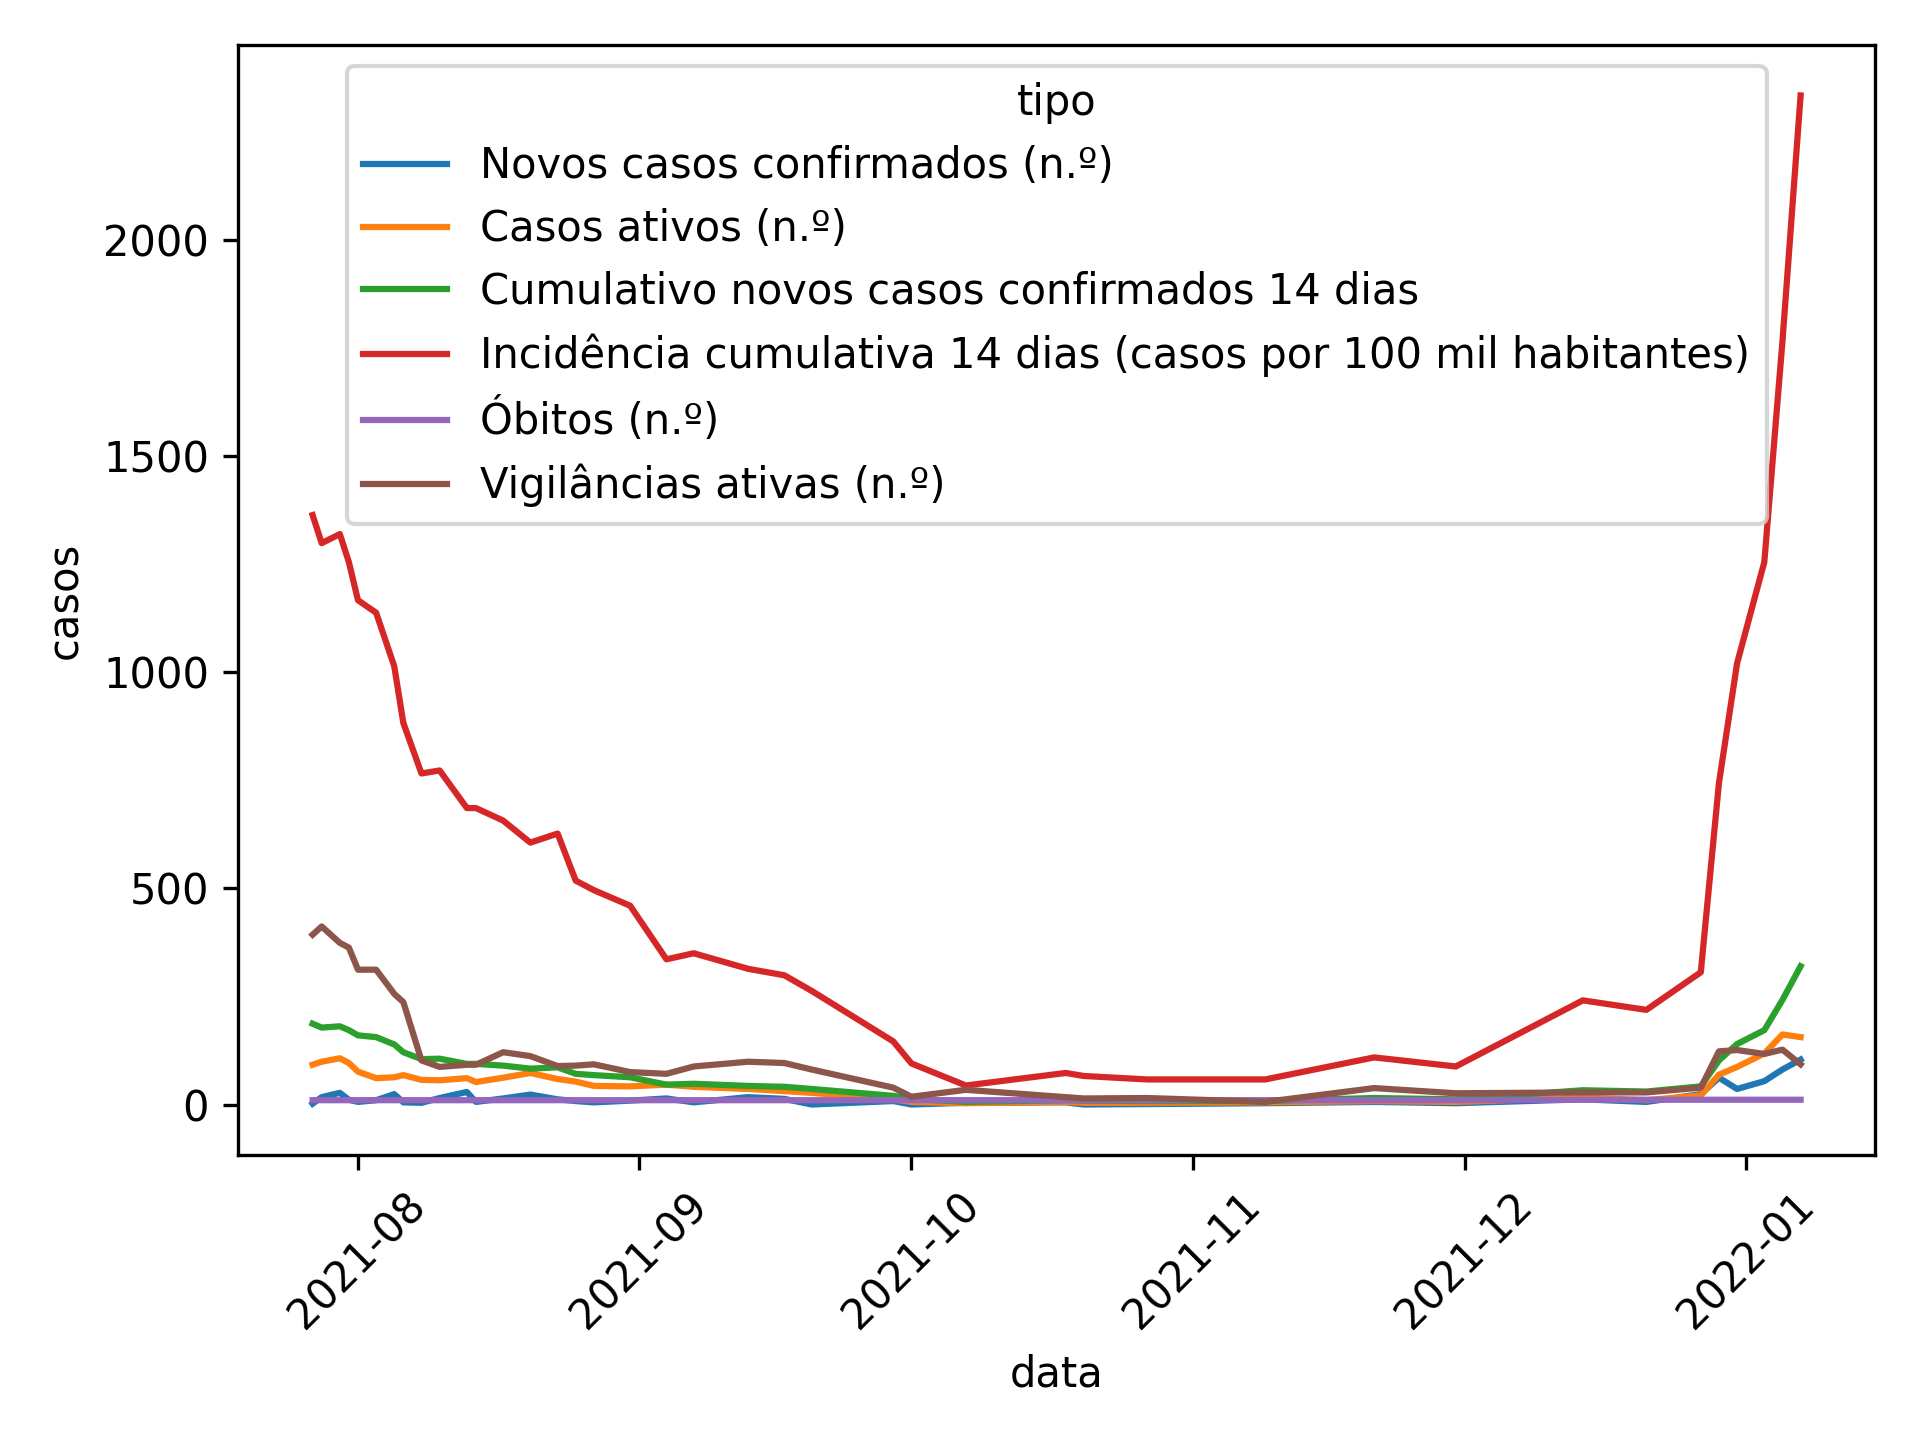 tipo
Novos casos confirmados (n.º)
Casos ativos (n.º)
Cumulativo novos casos confirmados 14 dias
Incidência cumulativa 14 dias (casos por 100 mil habitantes)
Óbitos (n.º)
Vigilâncias ativas (n.º)
casos
2000
1500
1000
500
0
2021-08
2021-09
2021-10
2021-11
2021-12
2022-01
data